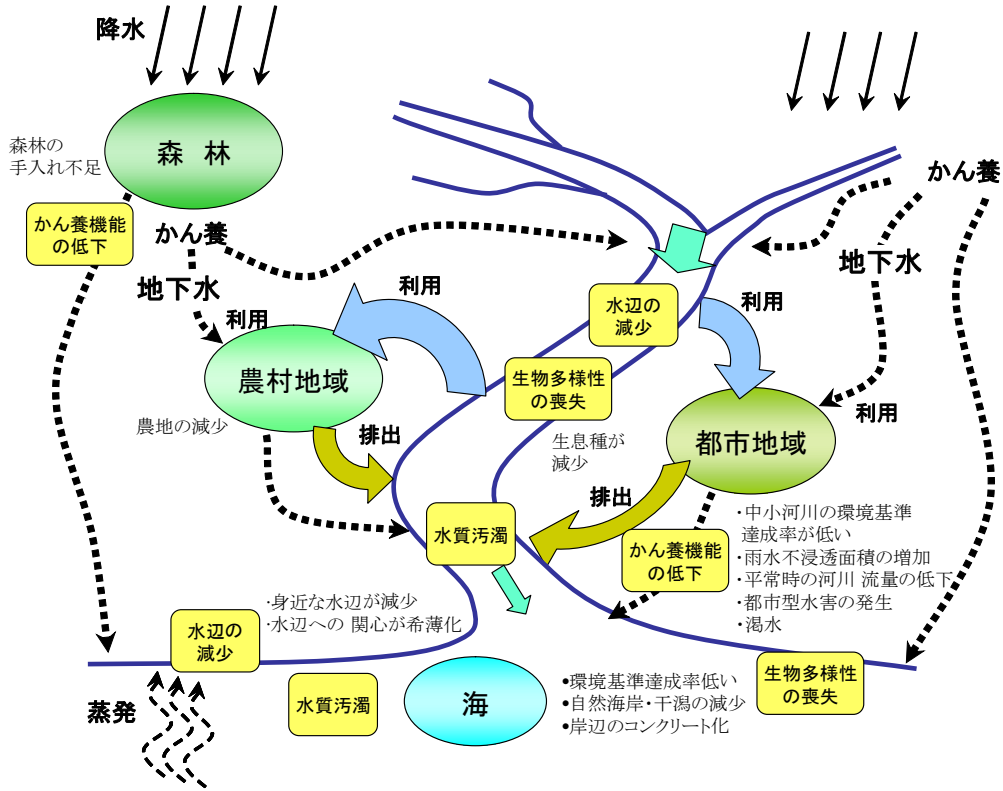 降水
森林の
手入れ不足
森 林
かん養機能
の低下
かん養
地下水
利用
利用
農村地域
農地の減少
排出
水辺の
減少
生物多様性
の喪失
生息種が
減少
利用
かん養
地下水
利用
都市地域
排出
水質汚濁
かん養機能
の低下
・中小河川の環境基準
達成率が低い
・雨水不浸透面積の増加
・平常時の河川 流量の低下
・都市型水害の発生
・渇水
・身近な水辺が減少
・水辺への 関心が希薄化
水辺の
減少
蒸発
水質汚濁
海
•環境基準達成率低い
•自然海岸・干潟の減少
•岸辺のコンクリート化
生物多様性
の喪失